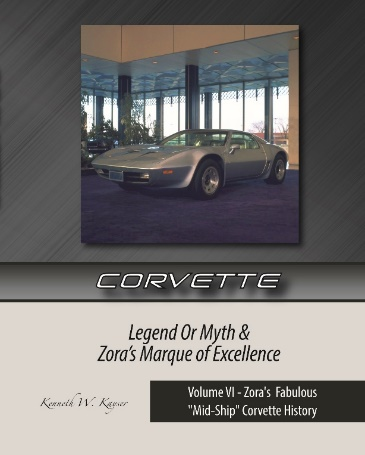 CORVETTE
Legend Or Myth &
Zora's Marque of Excellence
Volume VI - Zora's Fabulous
"Mid-Ship" Corvette History
Kenneth W. Kayser